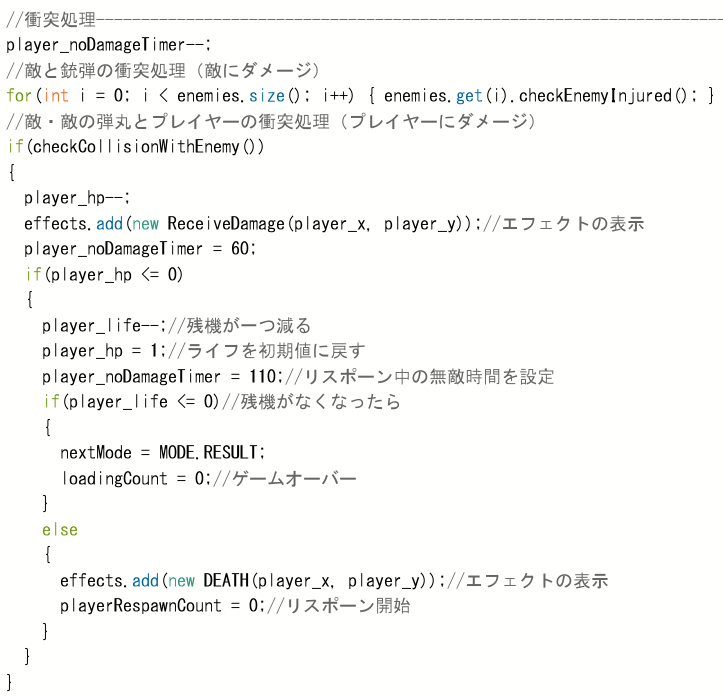 //衝突処理----------------------------------------------------------------------
player_noDamageTimer--;
//敵と銃弾の衝突処理（敵にダメージ）
for(int i = 0; i < enemies.size(); i++) { enemies.get(i).checkEnemyInjured(); }
//敵・敵の弾丸とプレイヤーの衝突処理（プレイヤーにダメージ）
if(checkCollisionWithEnemy())
{
  player_hp--;
  effects.add(new ReceiveDamage(player_x, player_y));//エフェクトの表示
  player_noDamageTimer = 60;
  if(player_hp <= 0)
  {
    player_life--;//残機が一つ減る
    player_hp = 1;//ライフを初期値に戻す
    player_noDamageTimer = 110;//リスポーン中の無敵時間を設定
    if(player_life <= 0)//残機がなくなったら
    {
      nextMode = MODE.RESULT;
      loadingCount = 0;//ゲームオーバー
    }
    else
    {
      effects.add(new DEATH(player_x, player_y));//エフェクトの表示
      playerRespawnCount = 0;//リスポーン開始
    }
  }
}